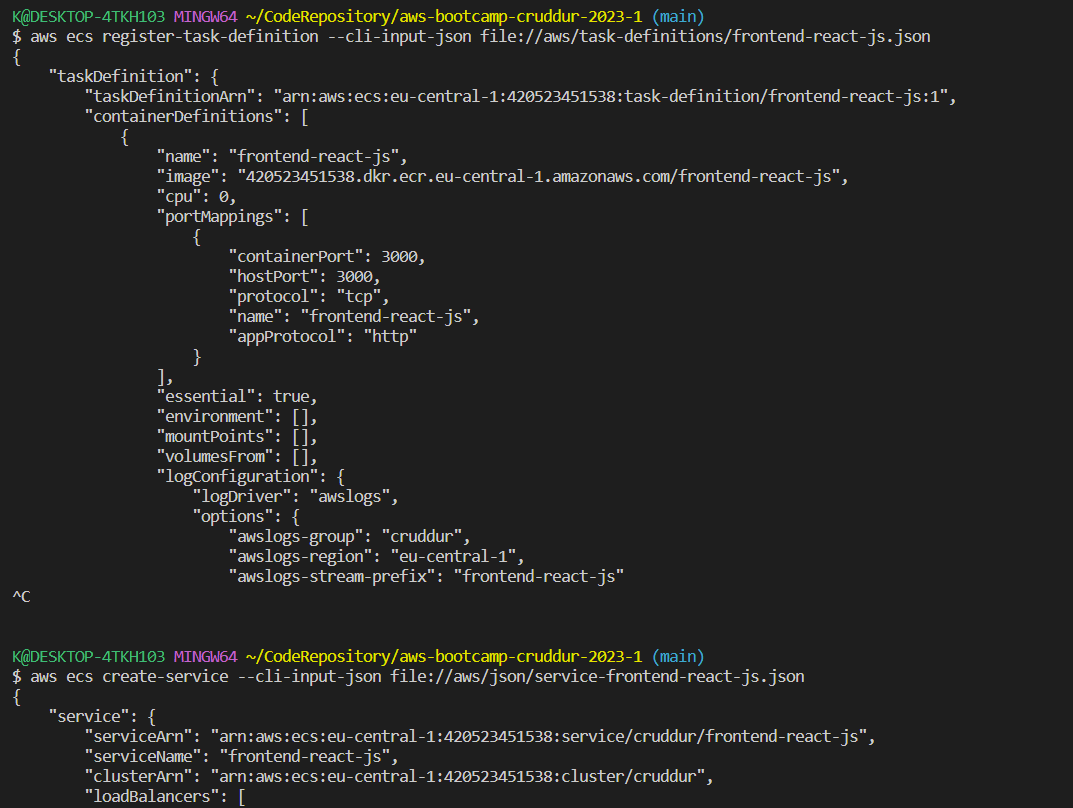 K@DESKTOP-4TKH103 MINGW64 ~/CodeRepository/aws-bootcamp-cruddur-2023-1 (main)
$ aws ecs register-task-definition --cli-input-json file://aws/task-definitions/frontend-react-js.json
{
    "taskDefinition": {
        "taskDefinitionArn": "arn:aws:ecs:eu-central-1:420523451538:task-definition/frontend-react-js:1",
        "containerDefinitions": [
            {
                "name": "frontend-react-js",
                "image": "420523451538.dkr.ecr.eu-central-1.amazonaws.com/frontend-react-js",
                "cpu": 0,
                "portMappings": [
                    {
                        "containerPort": 3000,
                        "hostPort": 3000,
                        "protocol": "tcp",
                        "name": "frontend-react-js",
                        "appProtocol": "http"
                    }
                ],
                "essential": true,
                "environment": [],
                "mountPoints": [],
                "volumesFrom": [],
                "logConfiguration": {
                    "logDriver": "awslogs",
                    "options": {
                        "awslogs-group": "cruddur",
                        "awslogs-region": "eu-central-1",
                        "awslogs-stream-prefix": "frontend-react-js"
^C
K@DESKTOP-4TKH103 MINGW64 ~/CodeRepository/aws-bootcamp-cruddur-2023-1 (main)
$ aws ecs create-service --cli-input-json file://aws/json/service-frontend-react-js.json
{
    "service": {
        "serviceArn": "arn:aws:ecs:eu-central-1:420523451538:service/cruddur/frontend-react-js",
        "serviceName": "frontend-react-js",
        "clusterArn": "arn:aws:ecs:eu-central-1:420523451538:cluster/cruddur",
        "loadBalancers": [